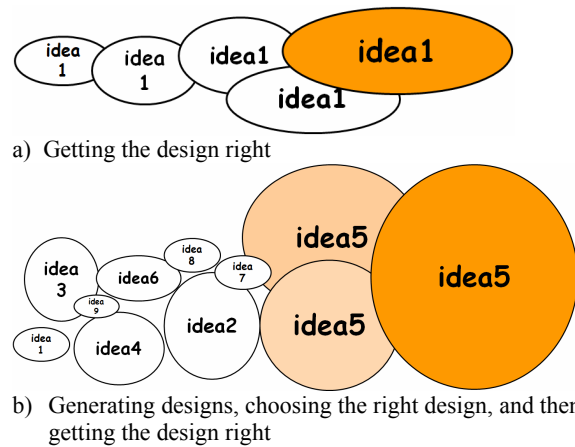 idea
1
idea
1
idea1
idea1
idea1
a) Getting the design right
idea
3
idea6
idea
8
idea
7
idea
9
idea
1
idea4
idea2
idea5
idea5
idea5
b) Generating designs, choosing the right design, and then
getting the design right